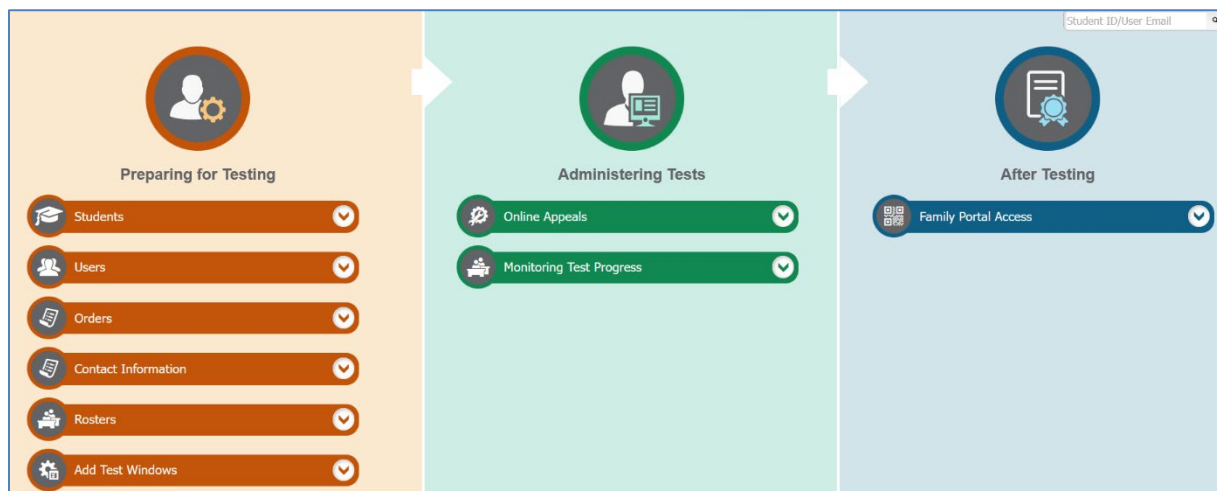 Student ID/User Email
Preparing for Testing
Students
Users
Orders
Contact Information
Rosters
Add Test Windows
Administering Tests
Online Appeals
Monitoring Test Progress
After Testing
Family Portal Access